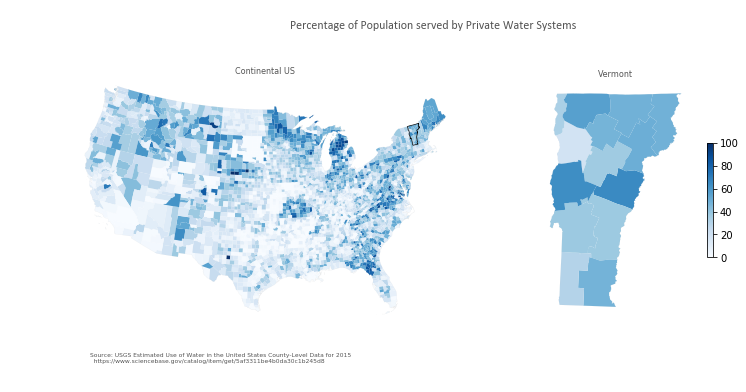 Percentage of Population served by Private Water Systems
Continental US
Vermont
100
80
60
40
20
0
Source: USGS Estimated Use of Water in the United States County-Level Data for 2015
https://www.sciencebase.gov/catalog/item/get/5af3311be4b0da30c1b245d8